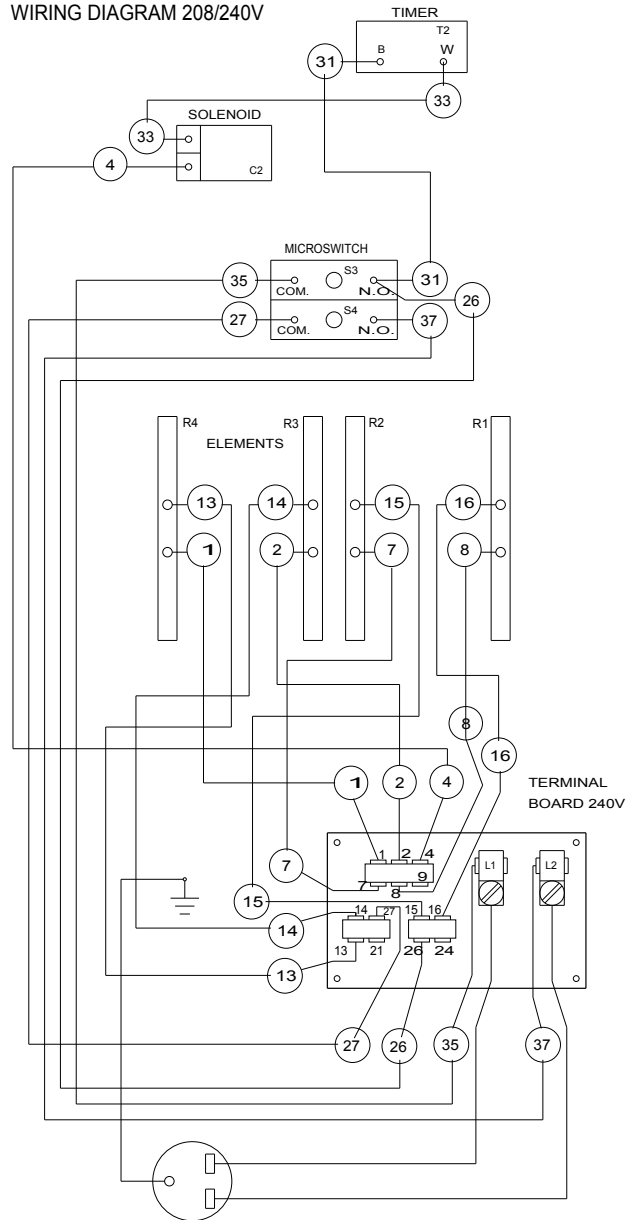 WIRING DIAGRAM 208/240V
TIMER
T2
B W
31
33
33
SOLENOID
4
C2
MICROSWITCH
35 S3 31
COM. N.O.
26
27 S4 37
COM. N.O.
R4 R3 R2 R1
ELEMENTS
13 14 15 16
1 2 7 8
8
16
1 2 4
TERMINAL
BOARD 240V
1 2 4
L1 L2
7
7 8 9
15
14 27 15 16
14
13 21 26 24
13
27 26 35 37